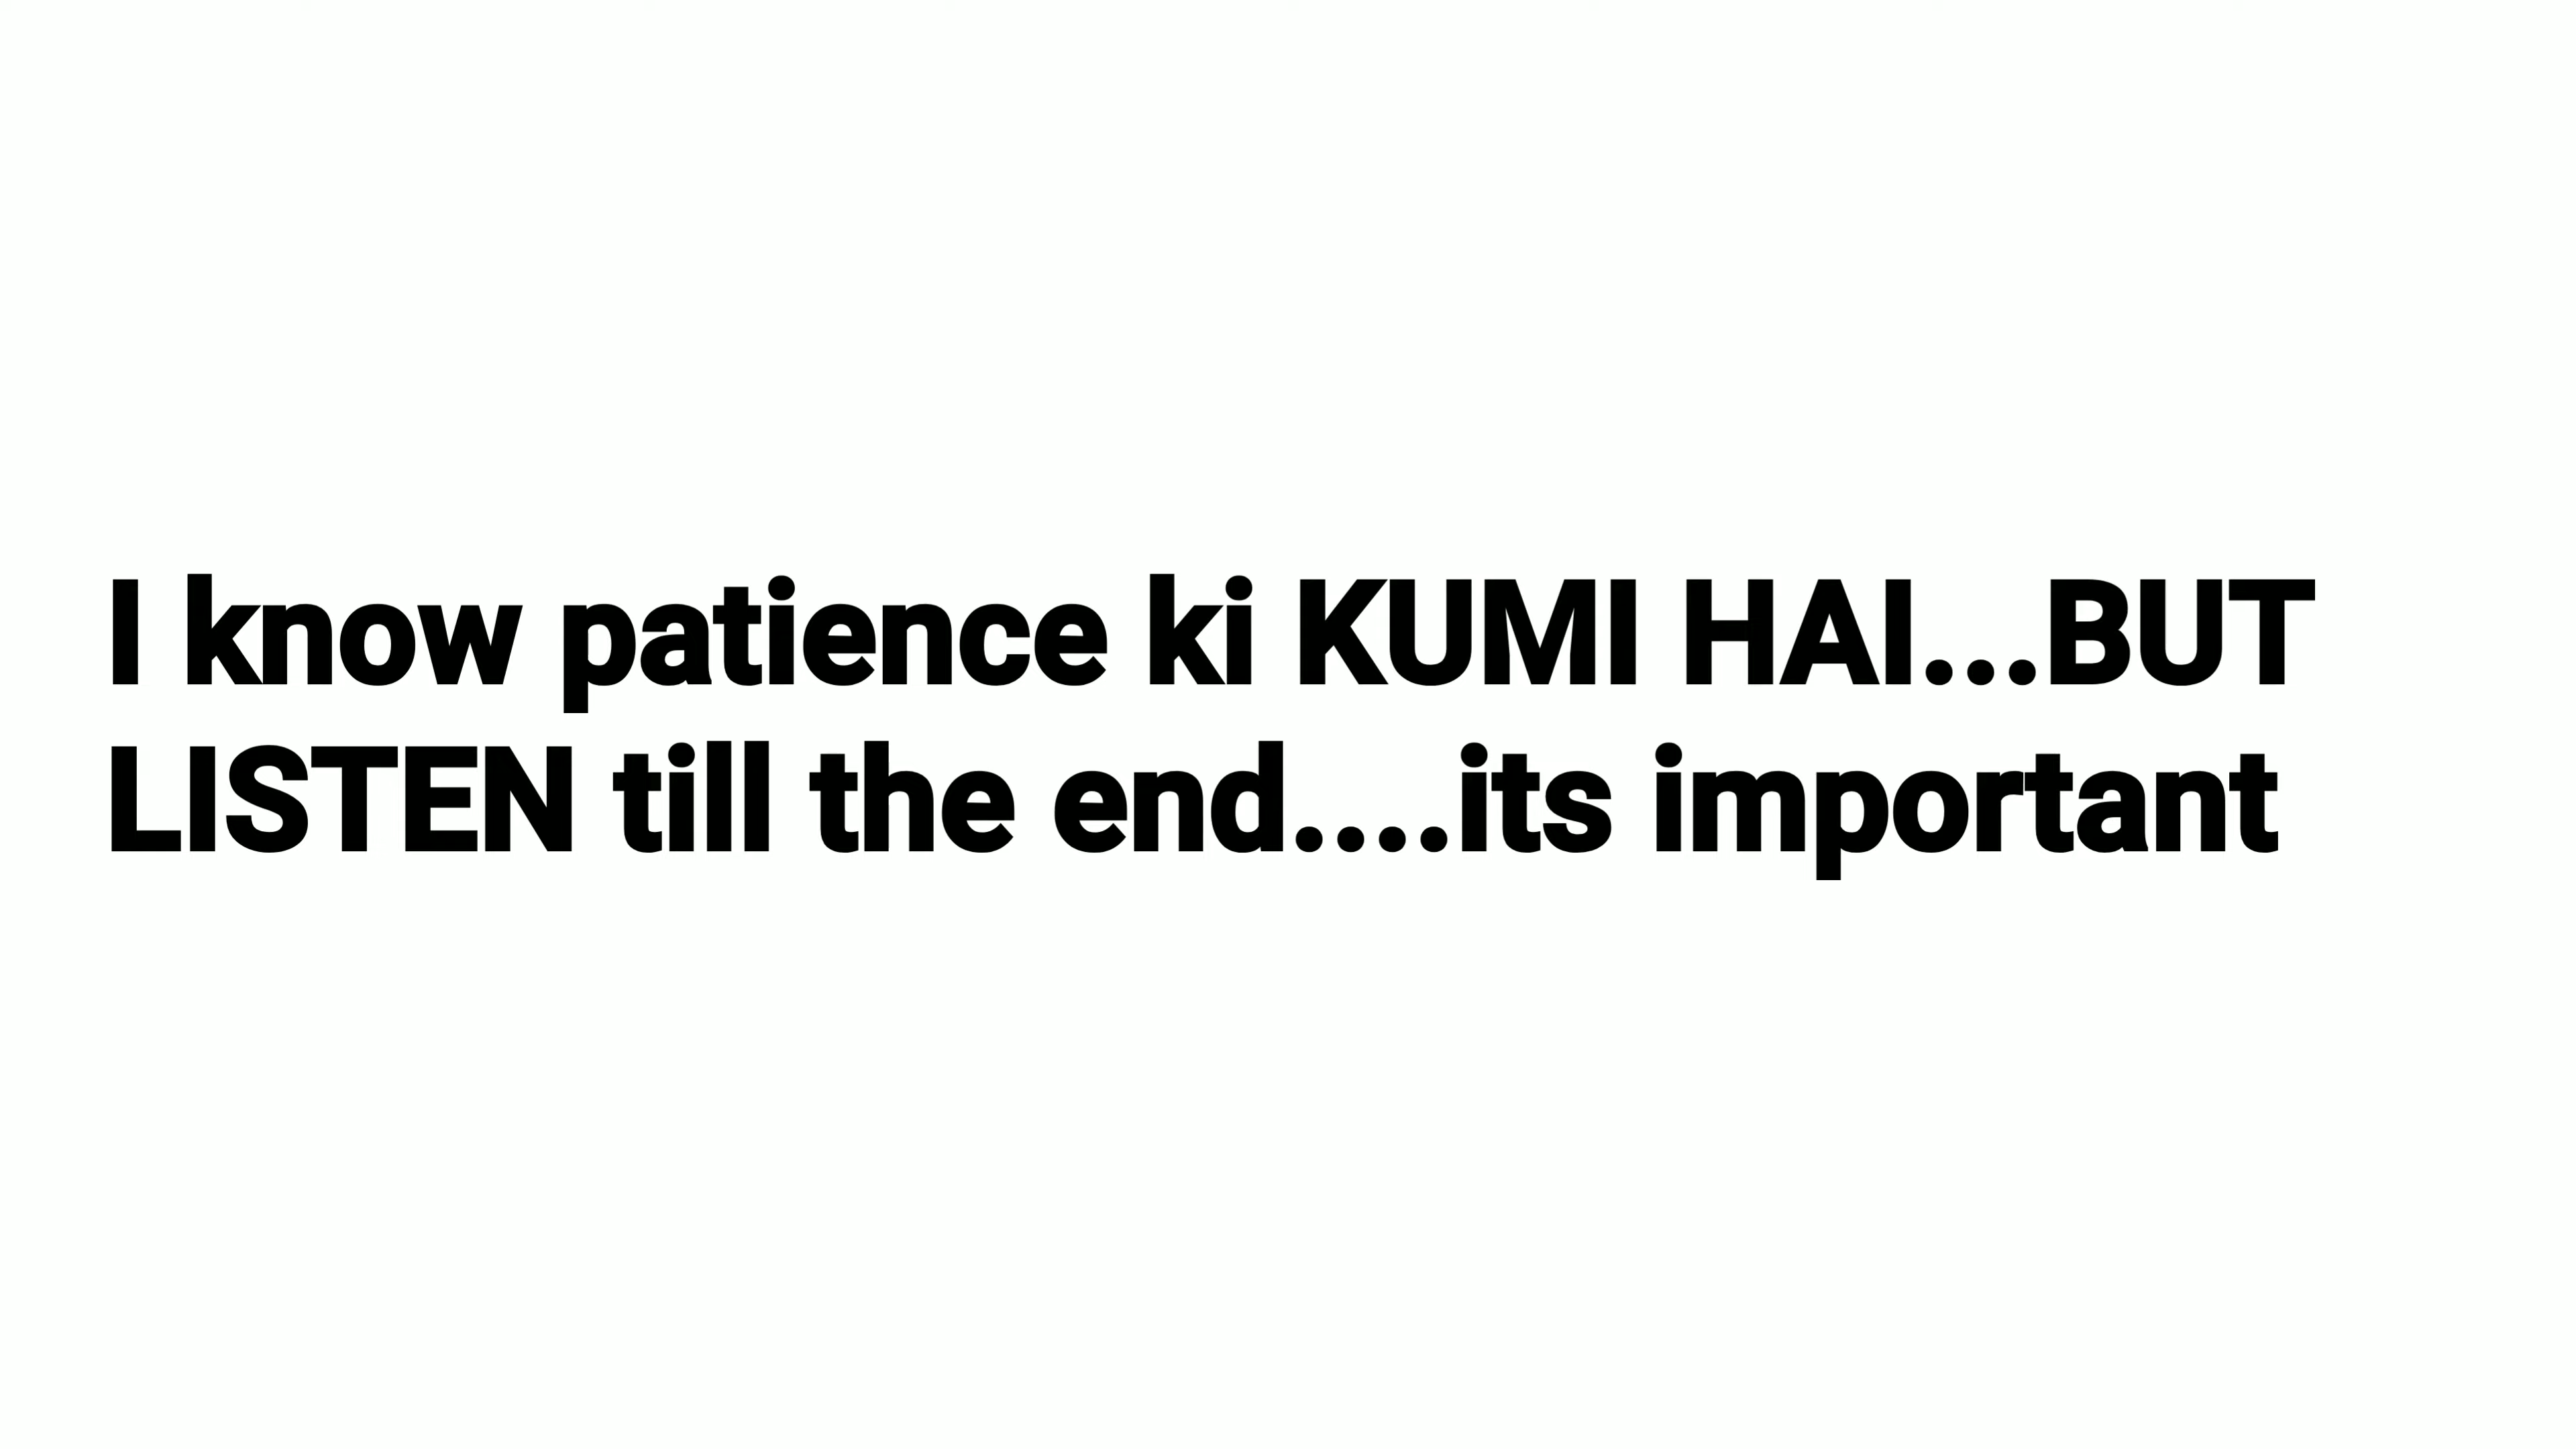 I know patience ki KUMI HAI...BUT
LISTEN till the end....its important